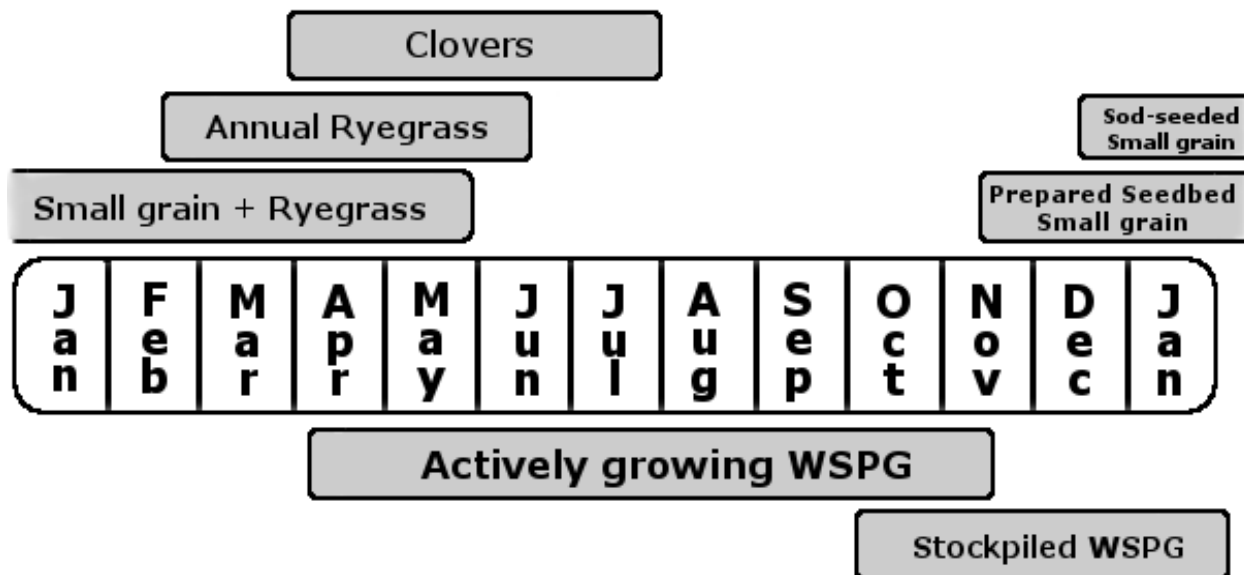 Clovers
Annual Ryegrass
Sod-seeded
Small grain
Small grain + Ryegrass
Prepared Seedbed
Small grain
Jan Feb Mar Apr May Jun Jul Aug Sep Oct Nov Dec Jan
Actively growing WSPG
Stockpiled WSPG